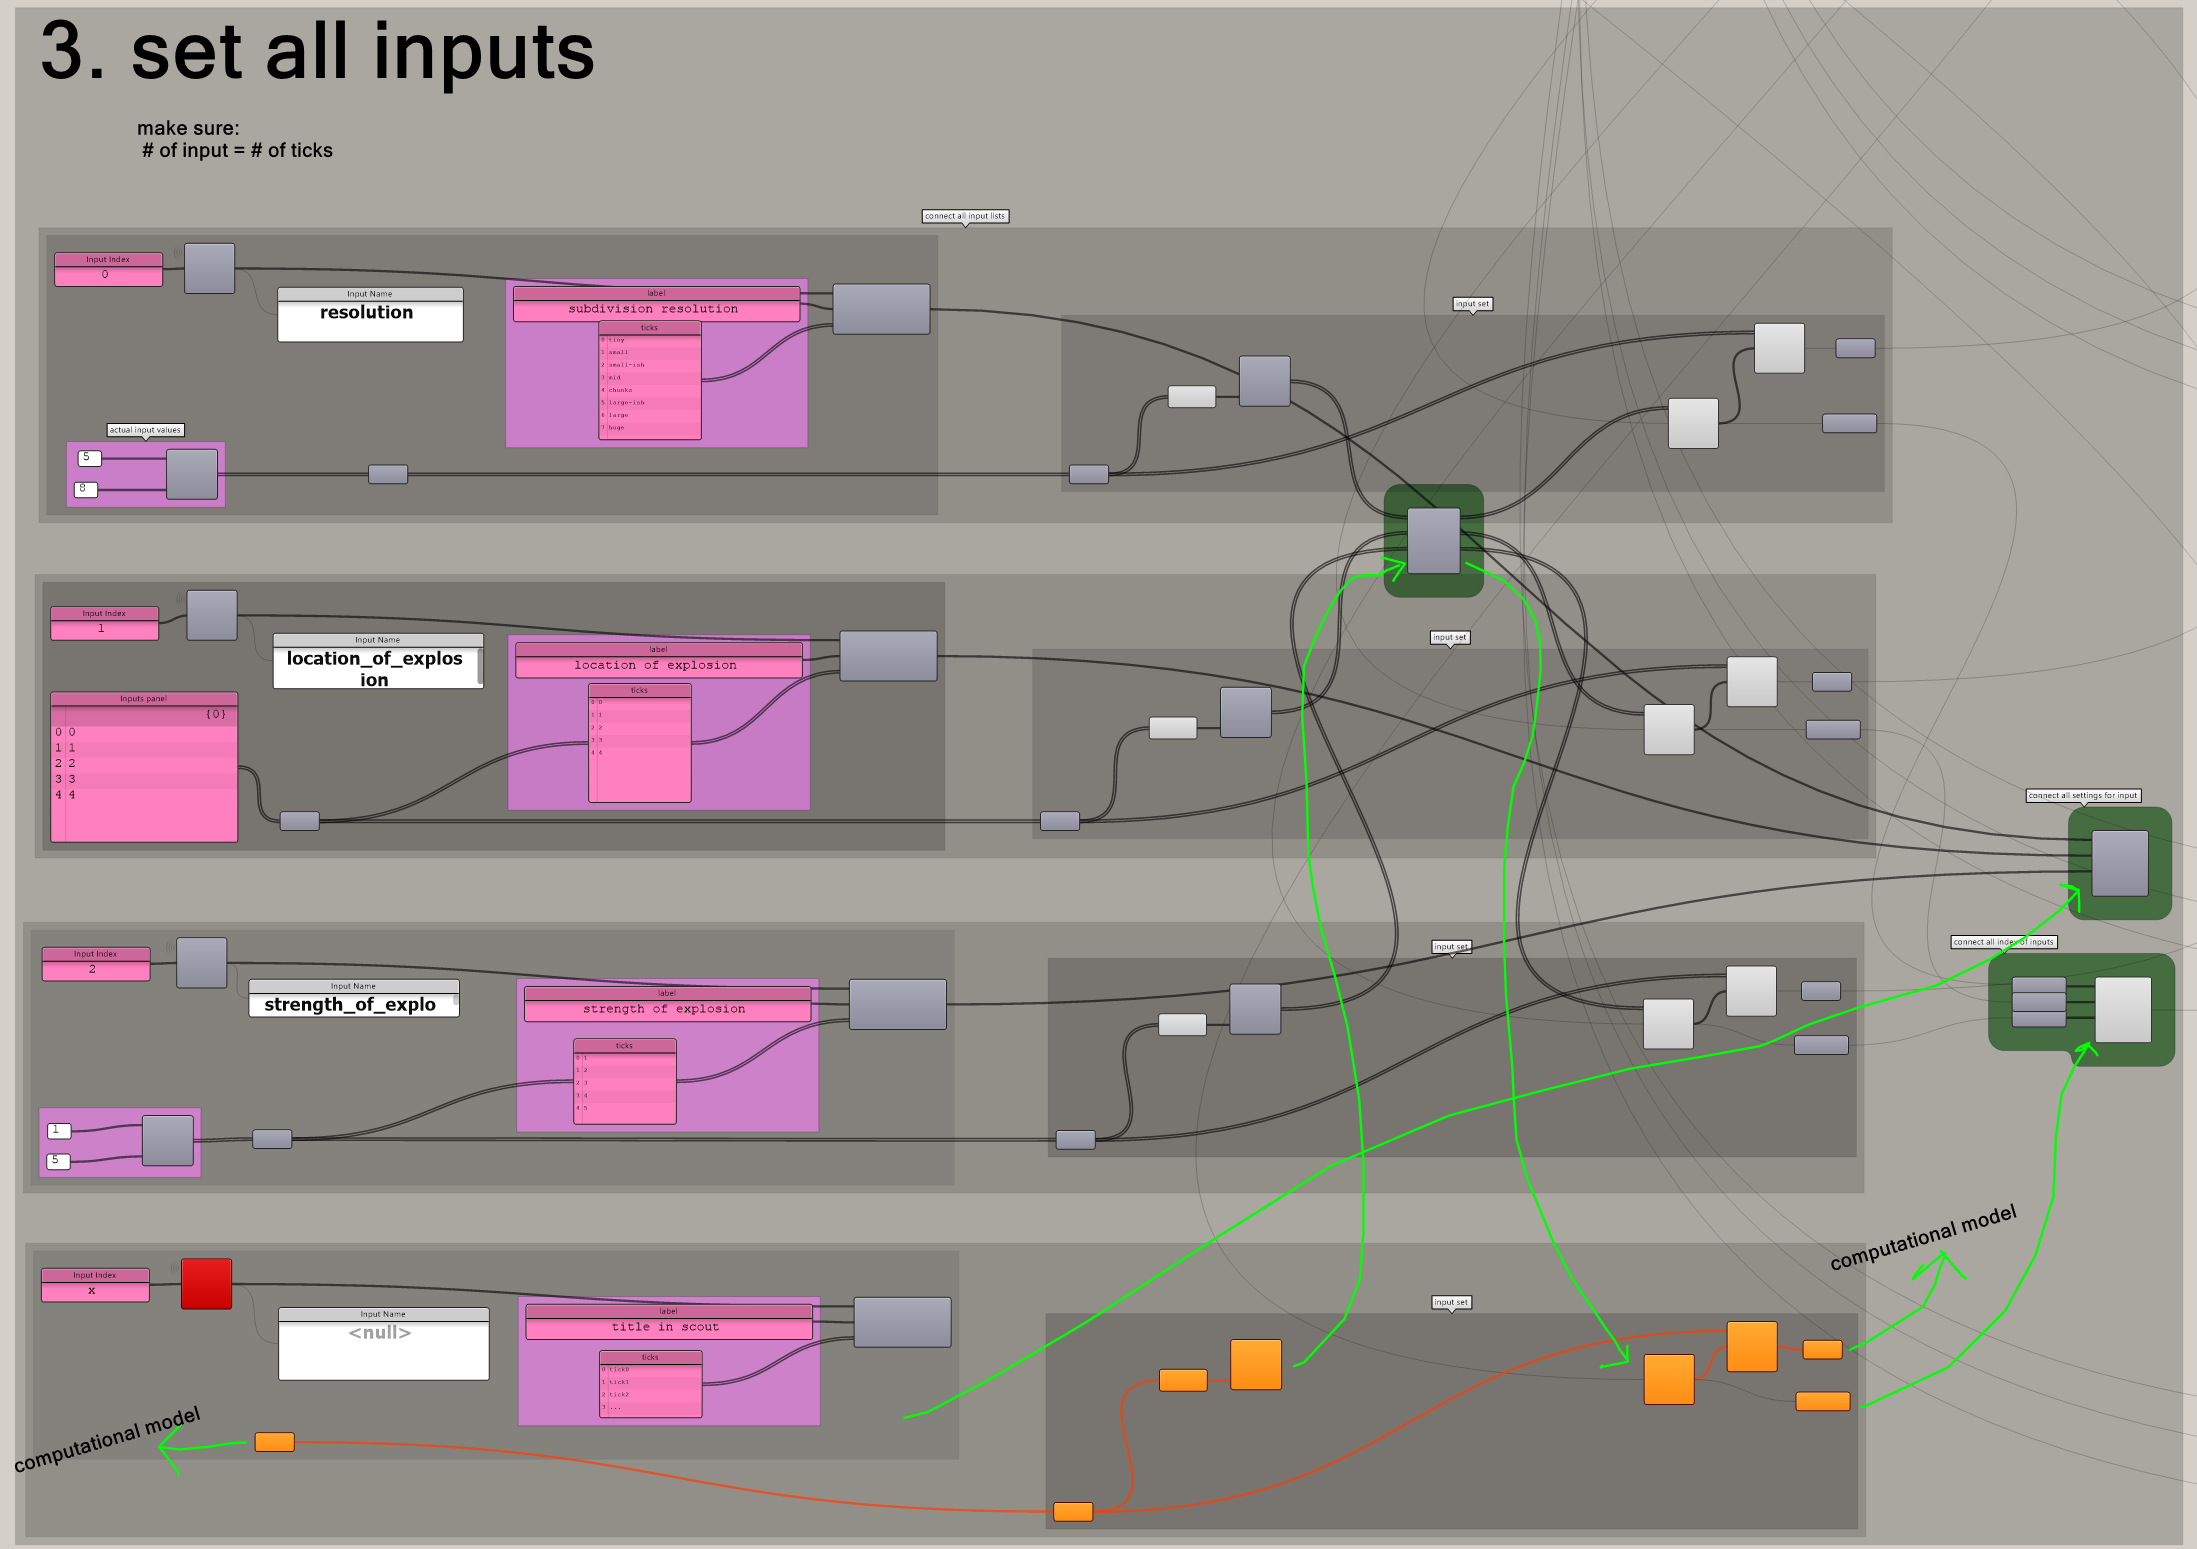 3. set all inputs
make sure:
# of input = # of ticks
connect all input lists
Input Index
0
Input Name
resolution
label
subdivision resolution
ticks
0 tiny
1 small
2 small-ish
3 mid
4 chunks
5 large-ish
6 large
7 huge
actual input values
5
8
input set
Input Index
1
Input Name
location_of_explos
ion
label
location of explosion
ticks
0 0
1 1
2 2
3 3
4 4
Inputs panel
{0}
0 0
1 1
2 2
3 3
4 4
input set
connect all settings for input
Input Index
2
Input Name
strength_of_explo
label
strength of explosion
ticks
0 1
1 2
2 3
3 4
4 5
1
5
input set
connect all index of inputs
Input Index
x
Input Name
<null>
label
title in scout
ticks
0 tick0
1 tick1
2 tick2
3 ...
input set
computational model
computational model